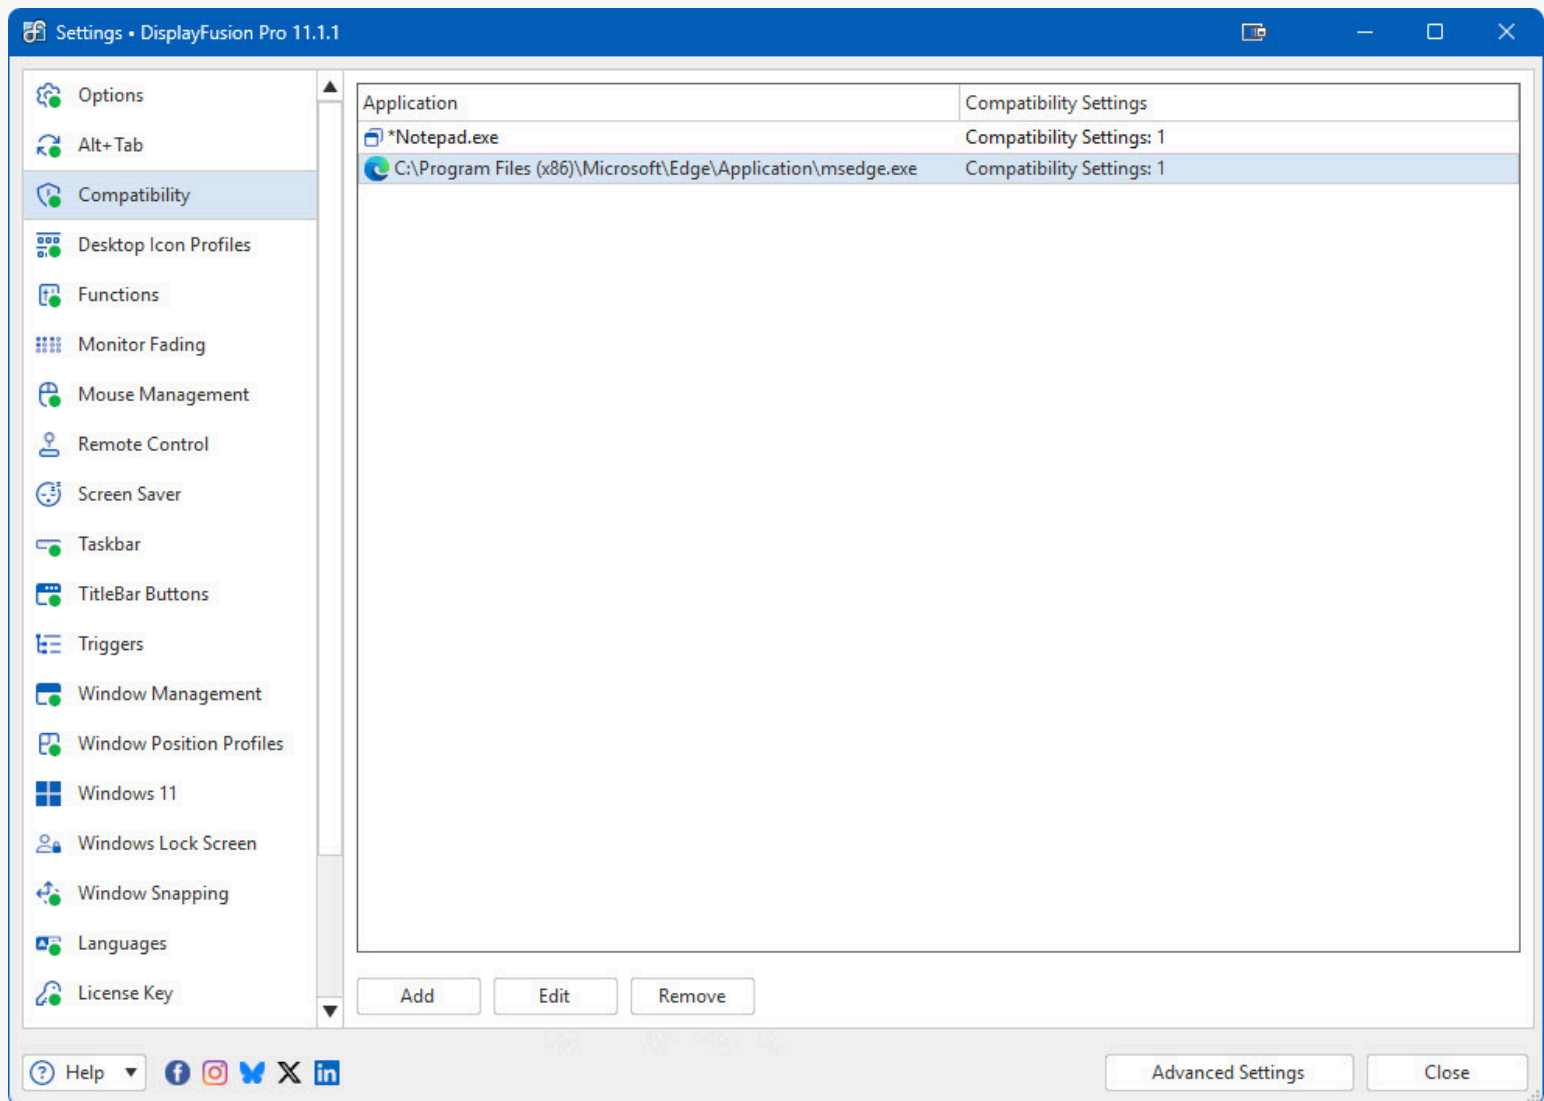 Settings • DisplayFusion Pro 11.1.1
Options
Alt+Tab
Compatibility
Desktop Icon Profiles
Functions
Monitor Fading
Mouse Management
Remote Control
Screen Saver
Taskbar
TitleBar Buttons
Triggers
Window Management
Window Position Profiles
Windows 11
Windows Lock Screen
Window Snapping
Languages
License Key
Application Compatibility Settings
*Notepad.exe Compatibility Settings: 1
C:\Program Files (x86)\Microsoft\Edge\Application\msedge.exe Compatibility Settings: 1
Add Edit Remove
Help Advanced Settings Close